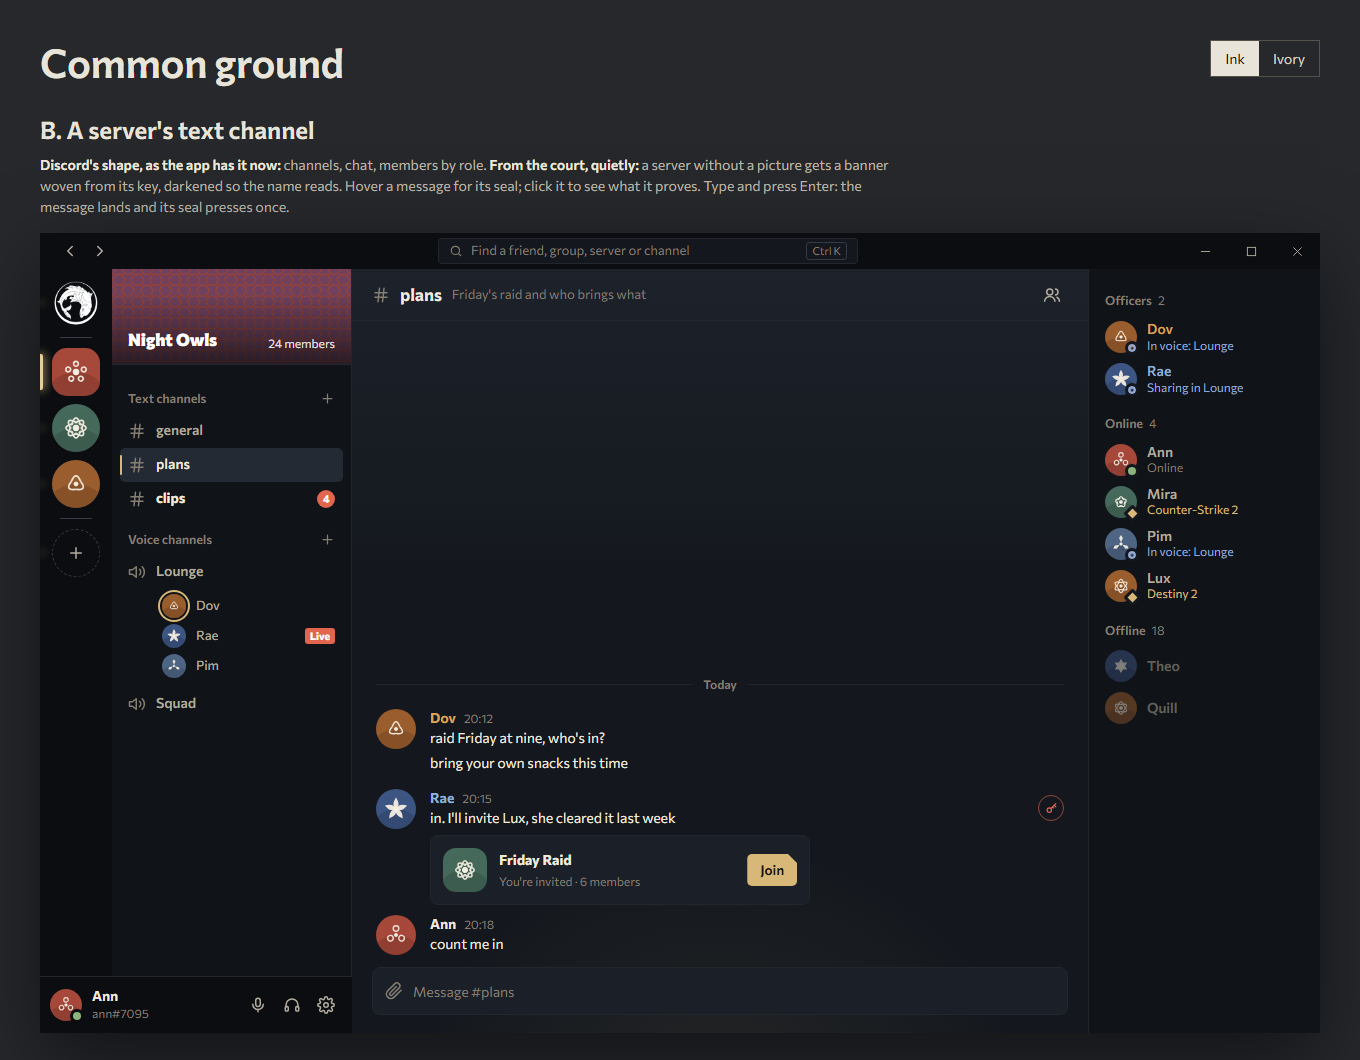 Common ground
Ink
Ivory
B. A server's text channel
Discord's shape, as the app has it now: channels, chat, members by role. From the court, quietly: a server without a picture gets a banner
woven from its key, darkened so the name reads. Hover a message for its seal; click it to see what it proves. Type and press Enter: the
message lands and its seal presses once.
Find a friend, group, server or channel
Ctrl K
Night Owls
24 members
Text channels
general
plans
clips
4
Voice channels
Lounge
Dov
Rae
Live
Pim
Squad
Ann
ann#7095
# plans
Friday's raid and who brings what
Today
Dov 20:12
raid Friday at nine, who's in?
bring your own snacks this time
Rae 20:15
in. I'll invite Lux, she cleared it last week
Friday Raid
You're invited · 6 members
Join
Ann 20:18
count me in
Message #plans
Officers 2
Dov
In voice: Lounge
Rae
Sharing in Lounge
Online 4
Ann
Online
Mira
Counter-Strike 2
Pim
In voice: Lounge
Lux
Destiny 2
Offline 18
Theo
Quill